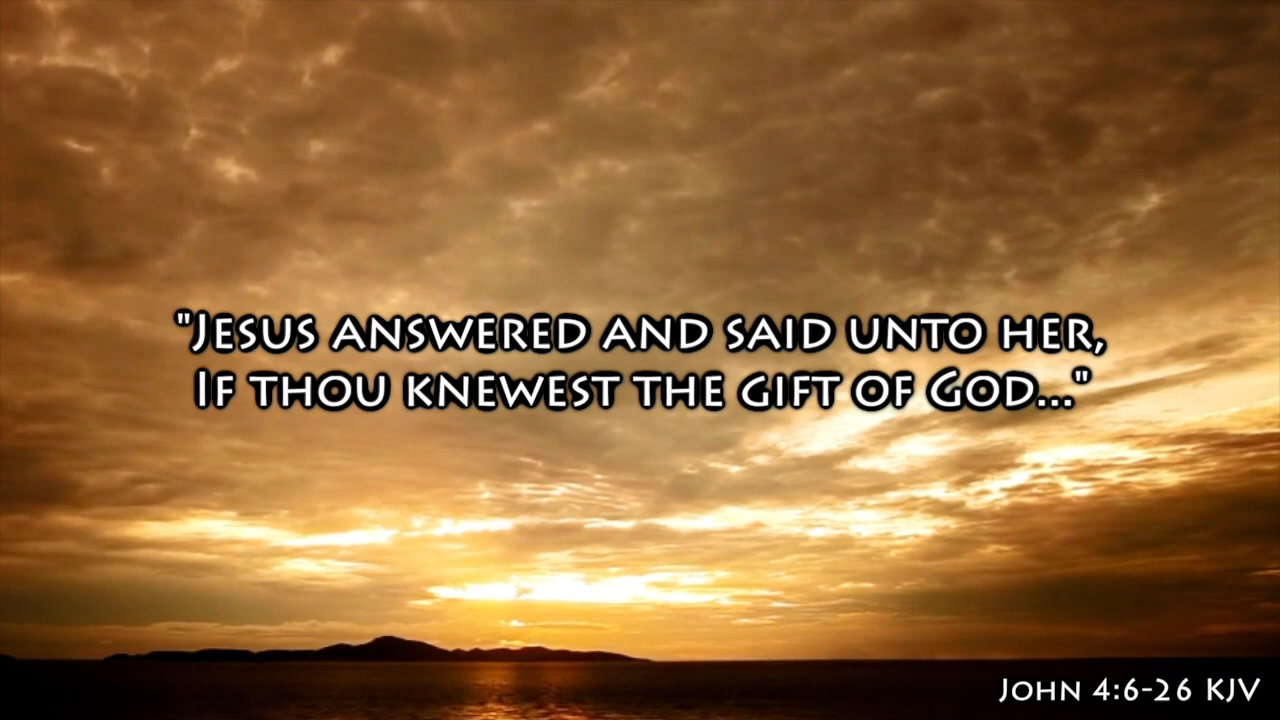 "Jesus answered and said unto her,
If thou knewest the gift of God..."
John 4:6-26 KJV